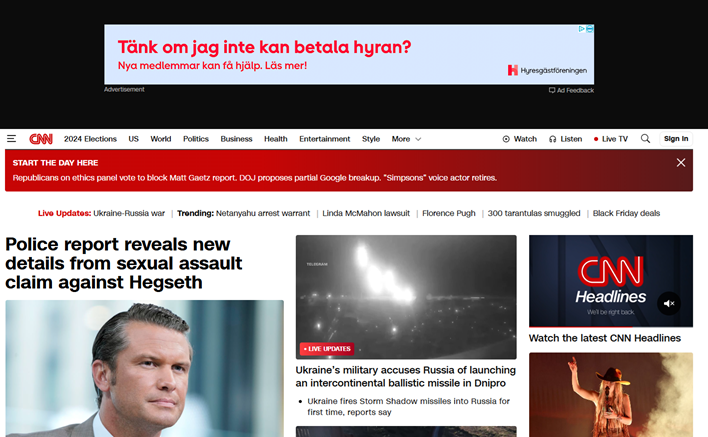 Tänk om jag inte kan betala hyran?
Nya medlemmar kan få hjälp. Läs mer!
Hyresgästföreningen
Advertisement
Ad Feedback
CNN
2024 Elections
US
World
Politics
Business
Health
Entertainment
Style
More
Watch
Listen
Live TV
Sign in
START THE DAY HERE
Republicans on ethics panel vote to block Matt Gaetz report. DOJ proposes partial Google breakup. “Simpsons” voice actor retires.
Live Updates: Ukraine-Russia war
Trending: Netanyahu arrest warrant
Linda McMahon lawsuit
Florence Pugh
300 tarantulas smuggled
Black Friday deals
Police report reveals new
details from sexual assault
claim against Hegseth
TELEGRAM
LIVE UPDATES
Ukraine’s military accuses Russia of launching
an intercontinental ballistic missile in Dnipro
Ukraine fires Storm Shadow missiles into Russia for
first time, reports say
CNN
Headlines
We'll be right back
Watch the latest CNN Headlines